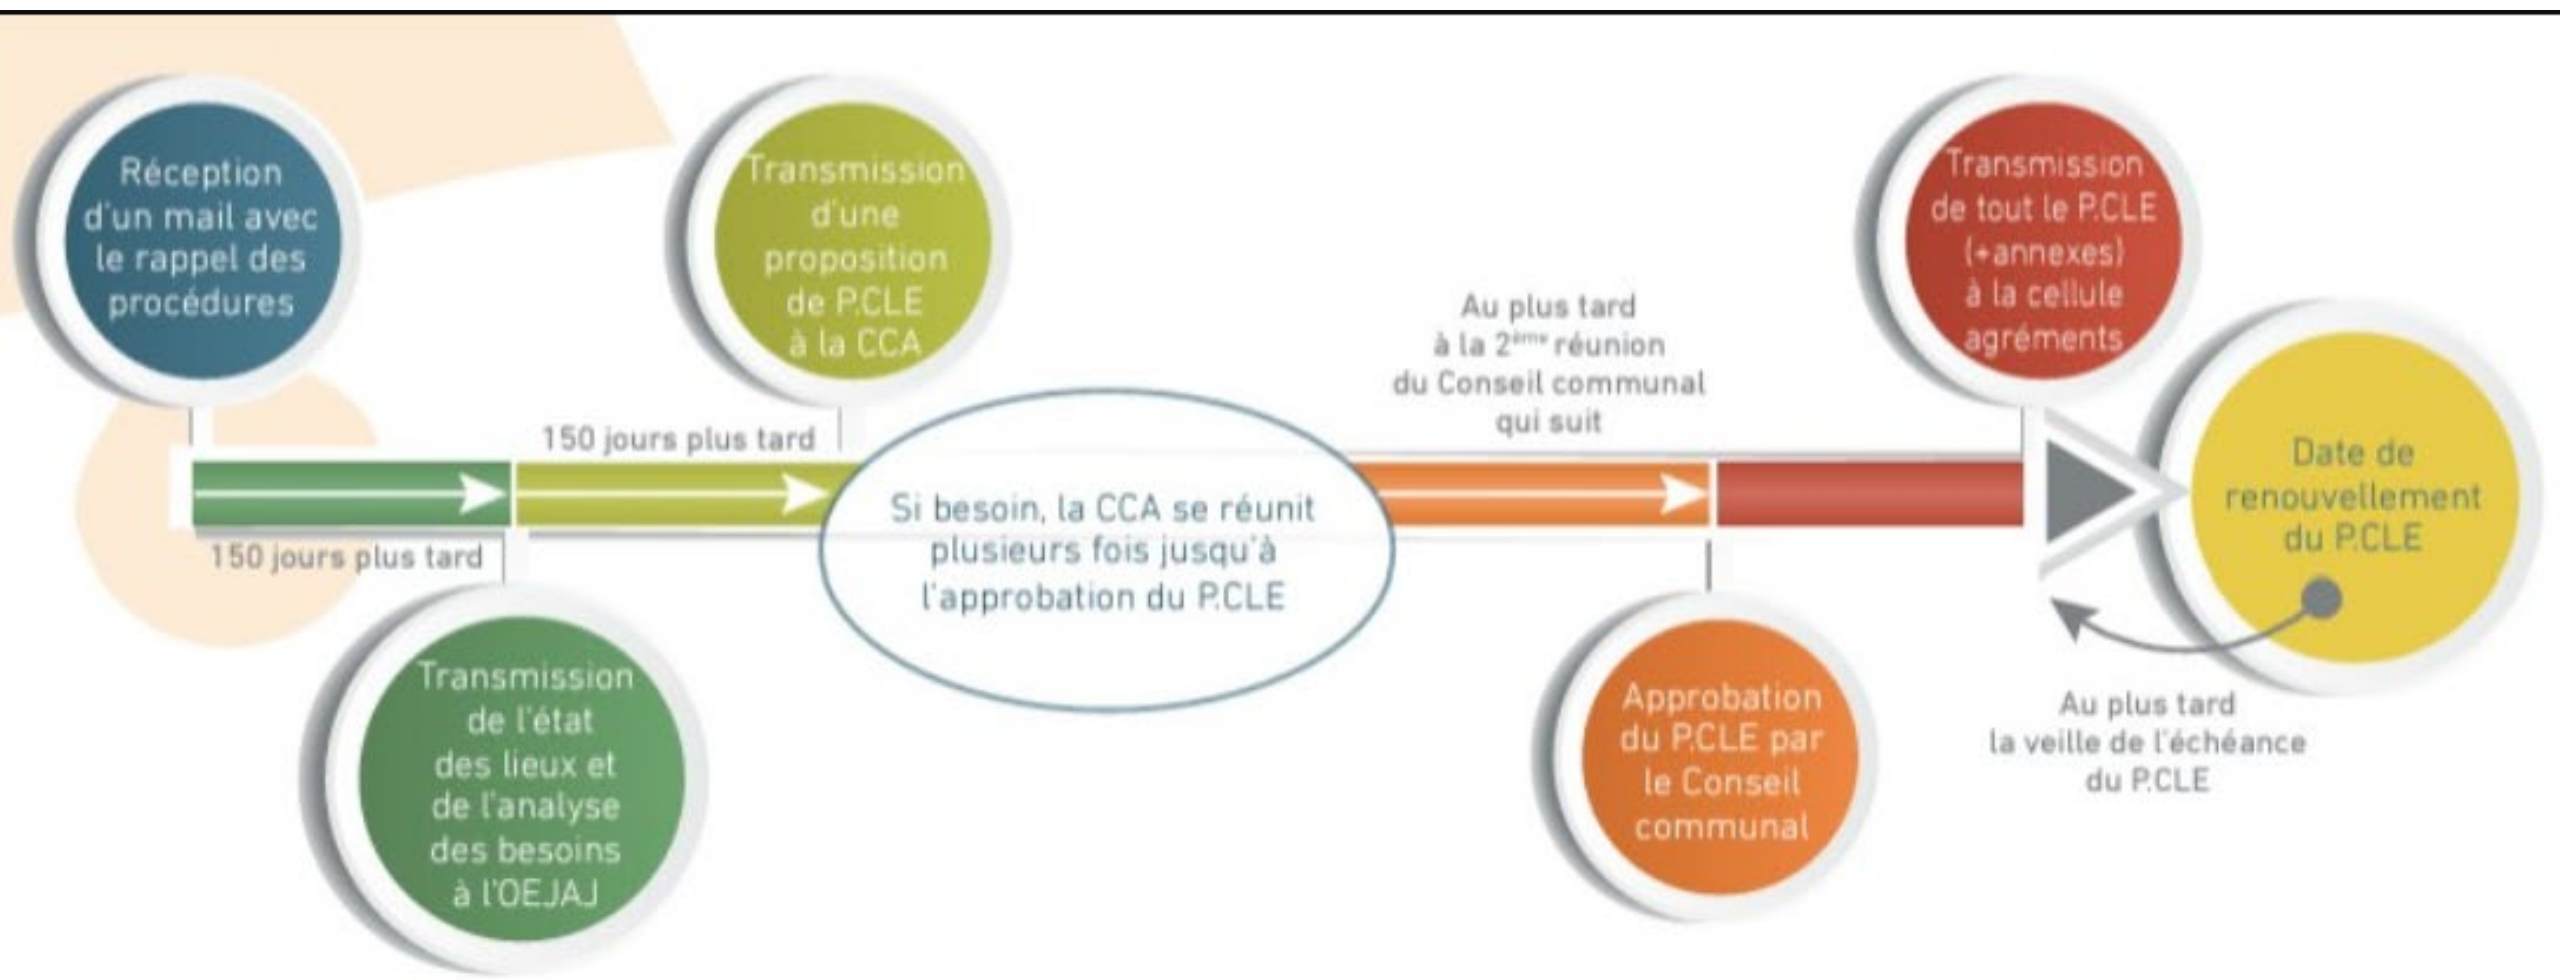 Réception
d'un mail avec
le rappel des
procédures
150 jours plus tard
Transmission
de l'état
des lieux et
de l'analyse
des besoins
à l'OEJAJ
150 jours plus tard
Transmission
d'une
proposition
de P.CLE
à la CCA
Si besoin, la CCA se réunit
plusieurs fois jusqu'à
l'approbation du P.CLE
Au plus tard
à la 2ème réunion
du Conseil communal
qui suit
Approbation
du P.CLE par
le Conseil
communal
Transmission
de tout le P.CLE
(+annexes)
à la cellule
agréments
Date de
renouvellement
du P.CLE
Au plus tard
la veille de l'échéance
du P.CLE